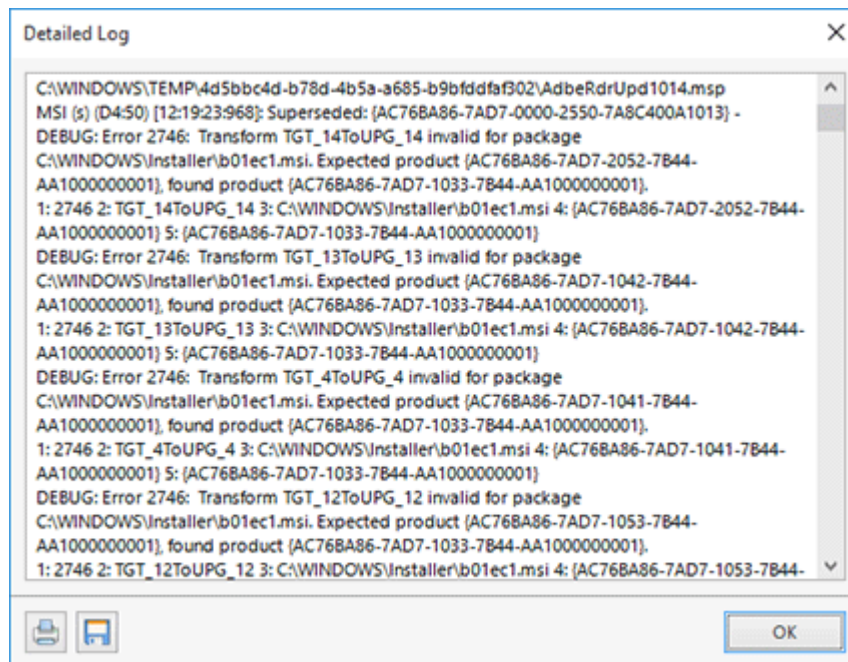 Detailed Log
C:\WINDOWS\TEMP\4d5bbc4d-b78d-4b5a-a685-b9bfddfaf302\AdbeRdrUpd1014.msp
MSI (s) (D4:50) [12:19:23:968]: Superseded: {AC76BA86-7AD7-0000-2550-7A8C400A1013} -
DEBUG: Error 2746:  Transform TGT_14ToUPG_14 invalid for package
C:\WINDOWS\Installer\b01ec1.msi. Expected product {AC76BA86-7AD7-2052-7B44-
AA1000000001}, found product {AC76BA86-7AD7-1033-7B44-AA1000000001}.
1: 2746 2: TGT_14ToUPG_14 3: C:\WINDOWS\Installer\b01ec1.msi 4: {AC76BA86-7AD7-2052-7B44-
AA1000000001} 5: {AC76BA86-7AD7-1033-7B44-AA1000000001}
DEBUG: Error 2746:  Transform TGT_13ToUPG_13 invalid for package
C:\WINDOWS\Installer\b01ec1.msi. Expected product {AC76BA86-7AD7-1042-7B44-
AA1000000001}, found product {AC76BA86-7AD7-1033-7B44-AA1000000001}.
1: 2746 2: TGT_13ToUPG_13 3: C:\WINDOWS\Installer\b01ec1.msi 4: {AC76BA86-7AD7-1042-7B44-
AA1000000001} 5: {AC76BA86-7AD7-1033-7B44-AA1000000001}
DEBUG: Error 2746:  Transform TGT_4ToUPG_4 invalid for package
C:\WINDOWS\Installer\b01ec1.msi. Expected product {AC76BA86-7AD7-1041-7B44-
AA1000000001}, found product {AC76BA86-7AD7-1033-7B44-AA1000000001}.
1: 2746 2: TGT_4ToUPG_4 3: C:\WINDOWS\Installer\b01ec1.msi 4: {AC76BA86-7AD7-1041-7B44-
AA1000000001} 5: {AC76BA86-7AD7-1033-7B44-AA1000000001}
DEBUG: Error 2746:  Transform TGT_12ToUPG_12 invalid for package
C:\WINDOWS\Installer\b01ec1.msi. Expected product {AC76BA86-7AD7-1053-7B44-
AA1000000001}, found product {AC76BA86-7AD7-1033-7B44-AA1000000001}.
1: 2746 2: TGT_12ToUPG_12 3: C:\WINDOWS\Installer\b01ec1.msi 4: {AC76BA86-7AD7-1053-7B44-
OK